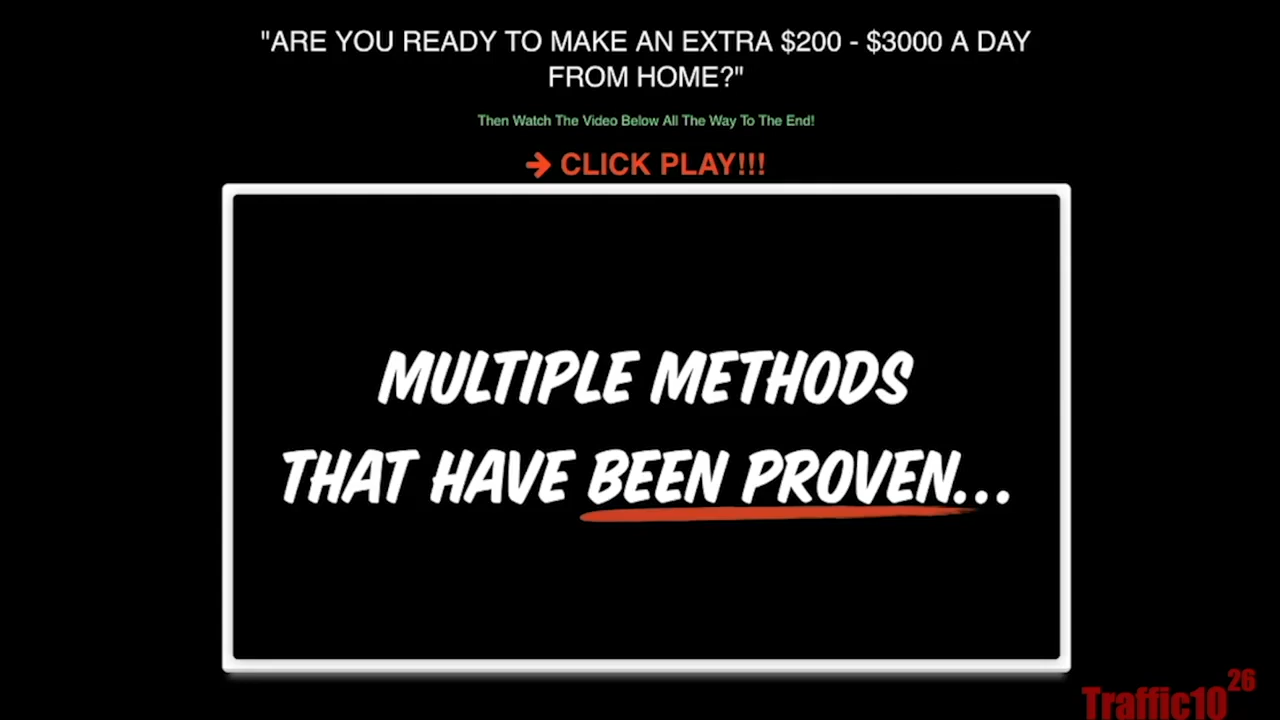 "ARE YOU READY TO MAKE AN EXTRA $200 - $3000 A DAY
FROM HOME?"
Then Watch The Video Below All The Way To The End!
→ CLICK PLAY!!!
MULTIPLE METHODS
THAT HAVE BEEN PROVEN...
Traffic10 26